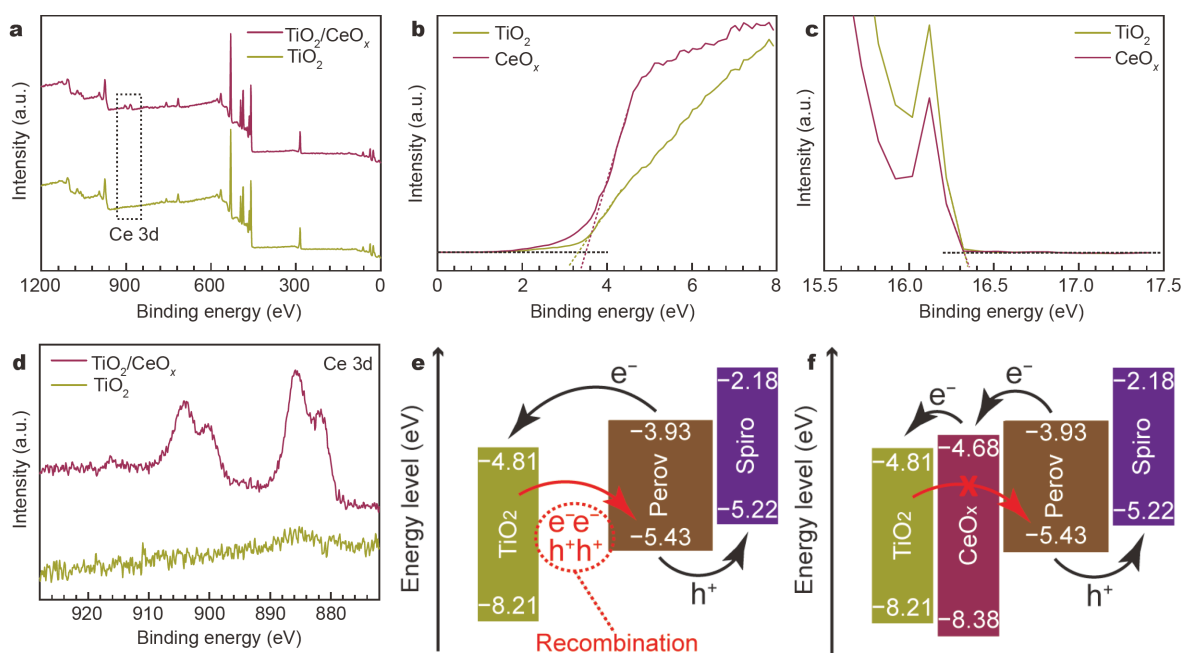 a
TiO₂/CeOₓ
TiO₂
Intensity (a.u.)
Ce 3d
1200 900 600 300 0
Binding energy (eV)
b
TiO₂
CeOₓ
Intensity (a.u.)
0 2 4 6 8
Binding energy (eV)
c
TiO₂
CeOₓ
Intensity (a.u.)
15.5 16.0 16.5 17.0 17.5
Binding energy (eV)
d
TiO₂/CeOₓ
TiO₂
Ce 3d
Intensity (a.u.)
920 910 900 890 880
Binding energy (eV)
e
Energy level (eV)
e⁻
−4.81
TiO2
−8.21
e⁻e⁻
h⁺h⁺
Recombination
−3.93
Perov
−5.43
h⁺
−2.18
Spiro
−5.22
f
Energy level (eV)
e⁻
e⁻
−4.81
TiO2
−8.21
−4.68
CeOx
−8.38
x
−3.93
Perov
−5.43
h⁺
−2.18
Spiro
−5.22